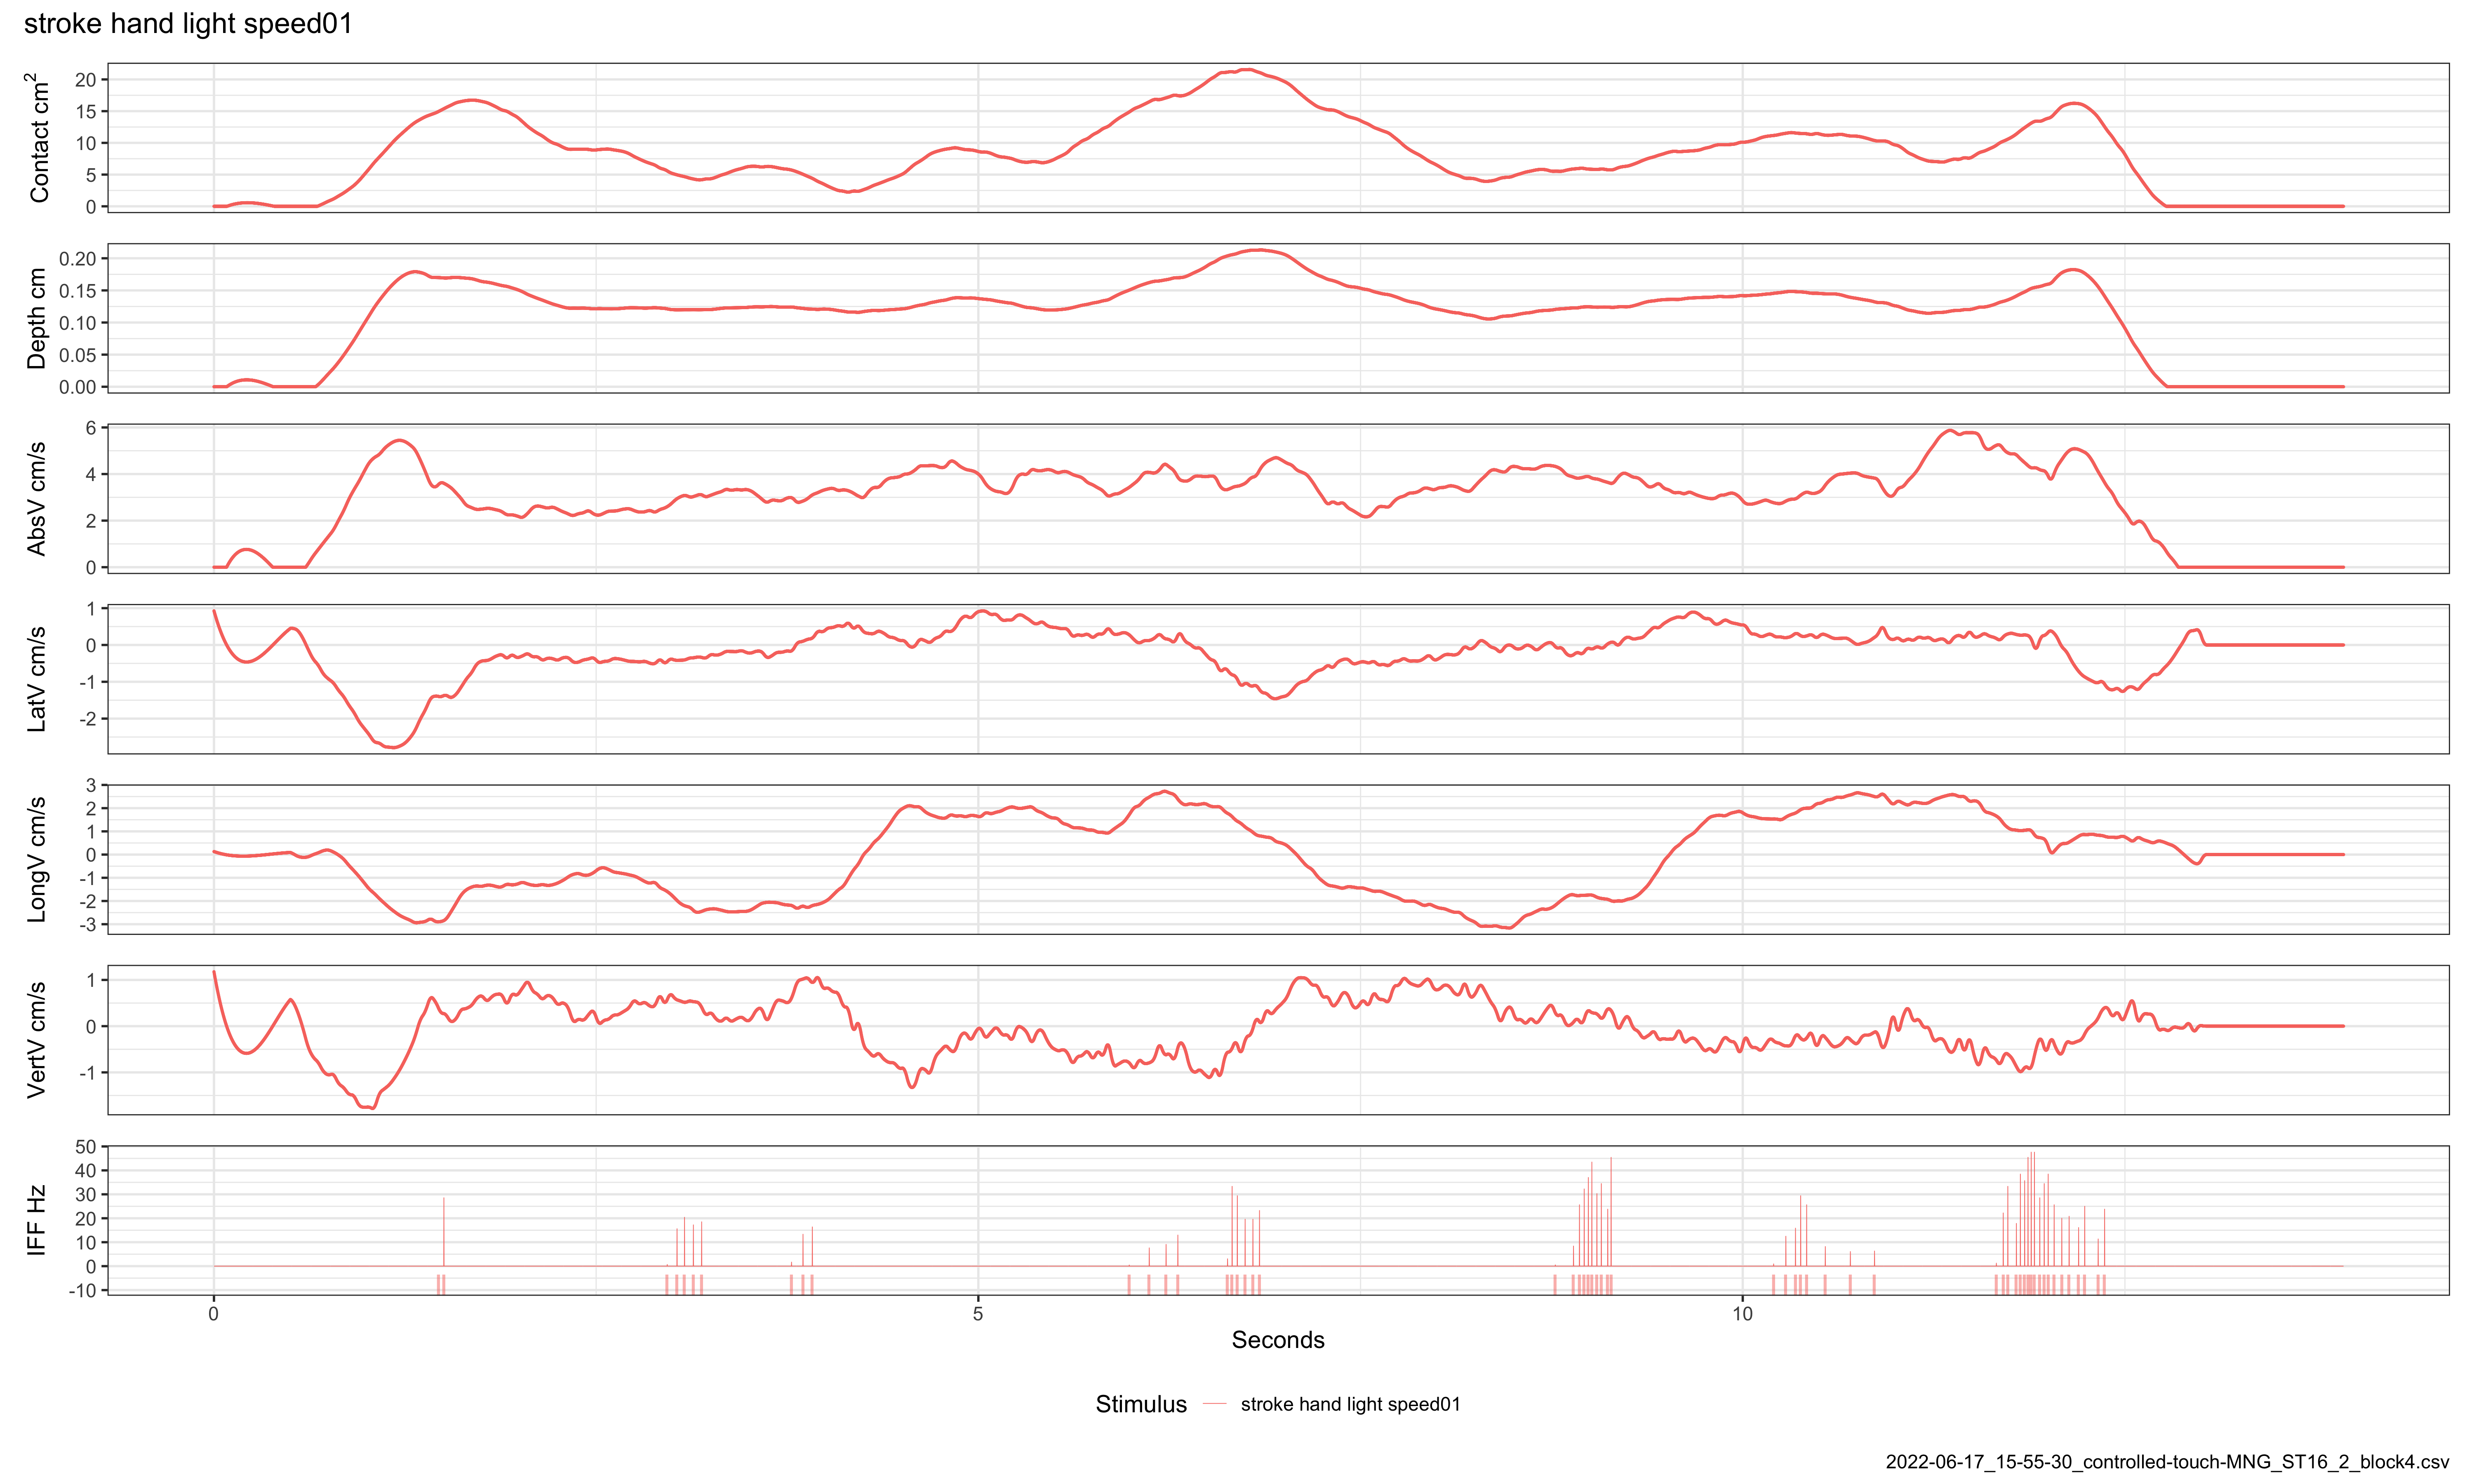 stroke hand light speed01
Contact cm²
20
15
10
5
0
Depth cm
0.20
0.15
0.10
0.05
0.00
AbsV cm/s
6
4
2
0
LatV cm/s
1
0
-1
-2
LongV cm/s
3
2
1
0
-1
-2
-3
VertV cm/s
1
0
-1
IFF Hz
50
40
30
20
10
0
-10
0 5 10
Seconds
Stimulus stroke hand light speed01
2022-06-17_15-55-30_controlled-touch-MNG_ST16_2_block4.csv